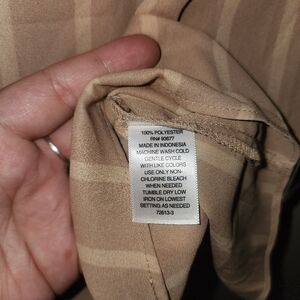 100% POLYESTER
RN# 90677
MADE IN INDONESIA
MACHINE WASH COLD
GENTLE CYCLE
WITH LIKE COLORS
USE ONLY NON-
CHLORINE BLEACH
WHEN NEEDED
TUMBLE DRY LOW
IRON ON LOWEST
SETTING AS NEEDED
72613-3